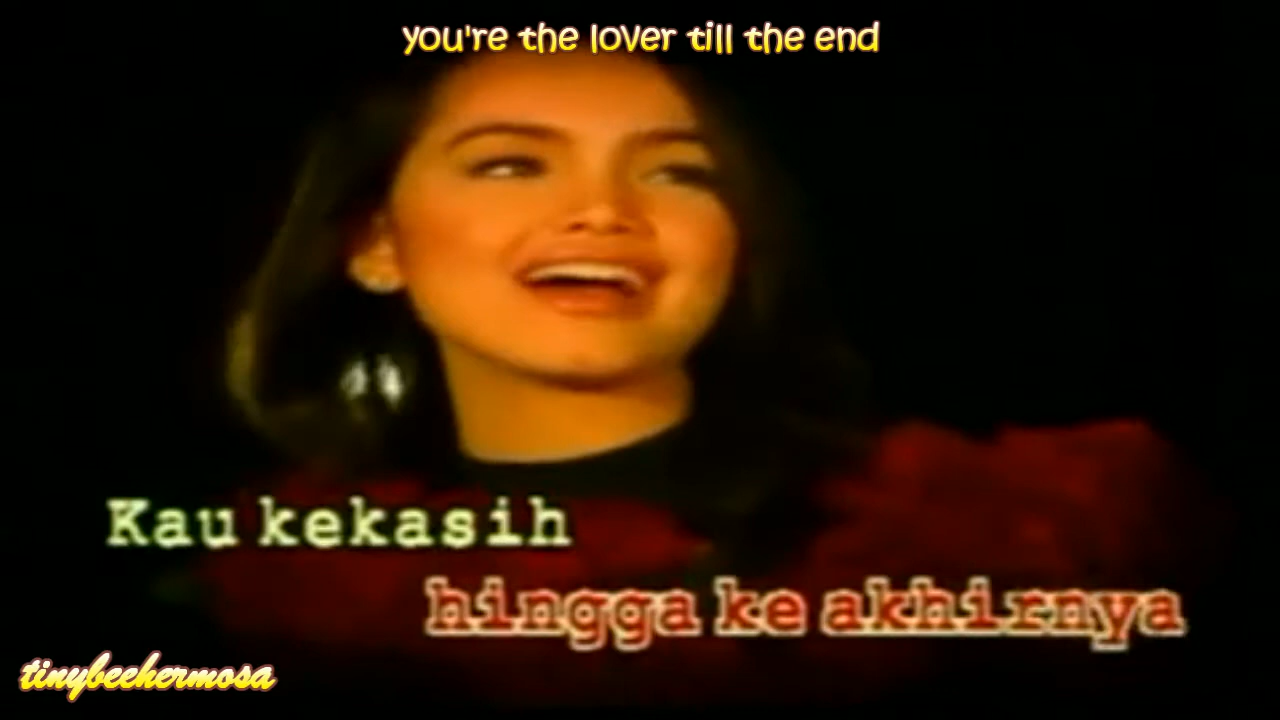 you're the lover till the end
Kau kekasih
hingga ke akhirnya
tinybeehermosa